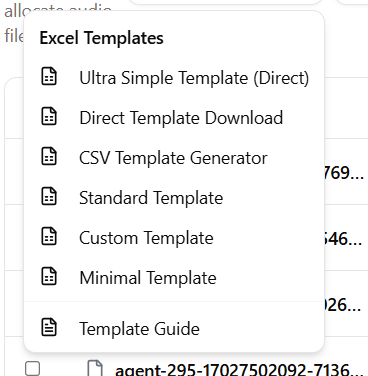 allocate audio
file
Excel Templates
Ultra Simple Template (Direct)
Direct Template Download
CSV Template Generator
769...
Standard Template
Custom Template
546...
Minimal Template
026...
Template Guide
agent-295-17027502092-7136...